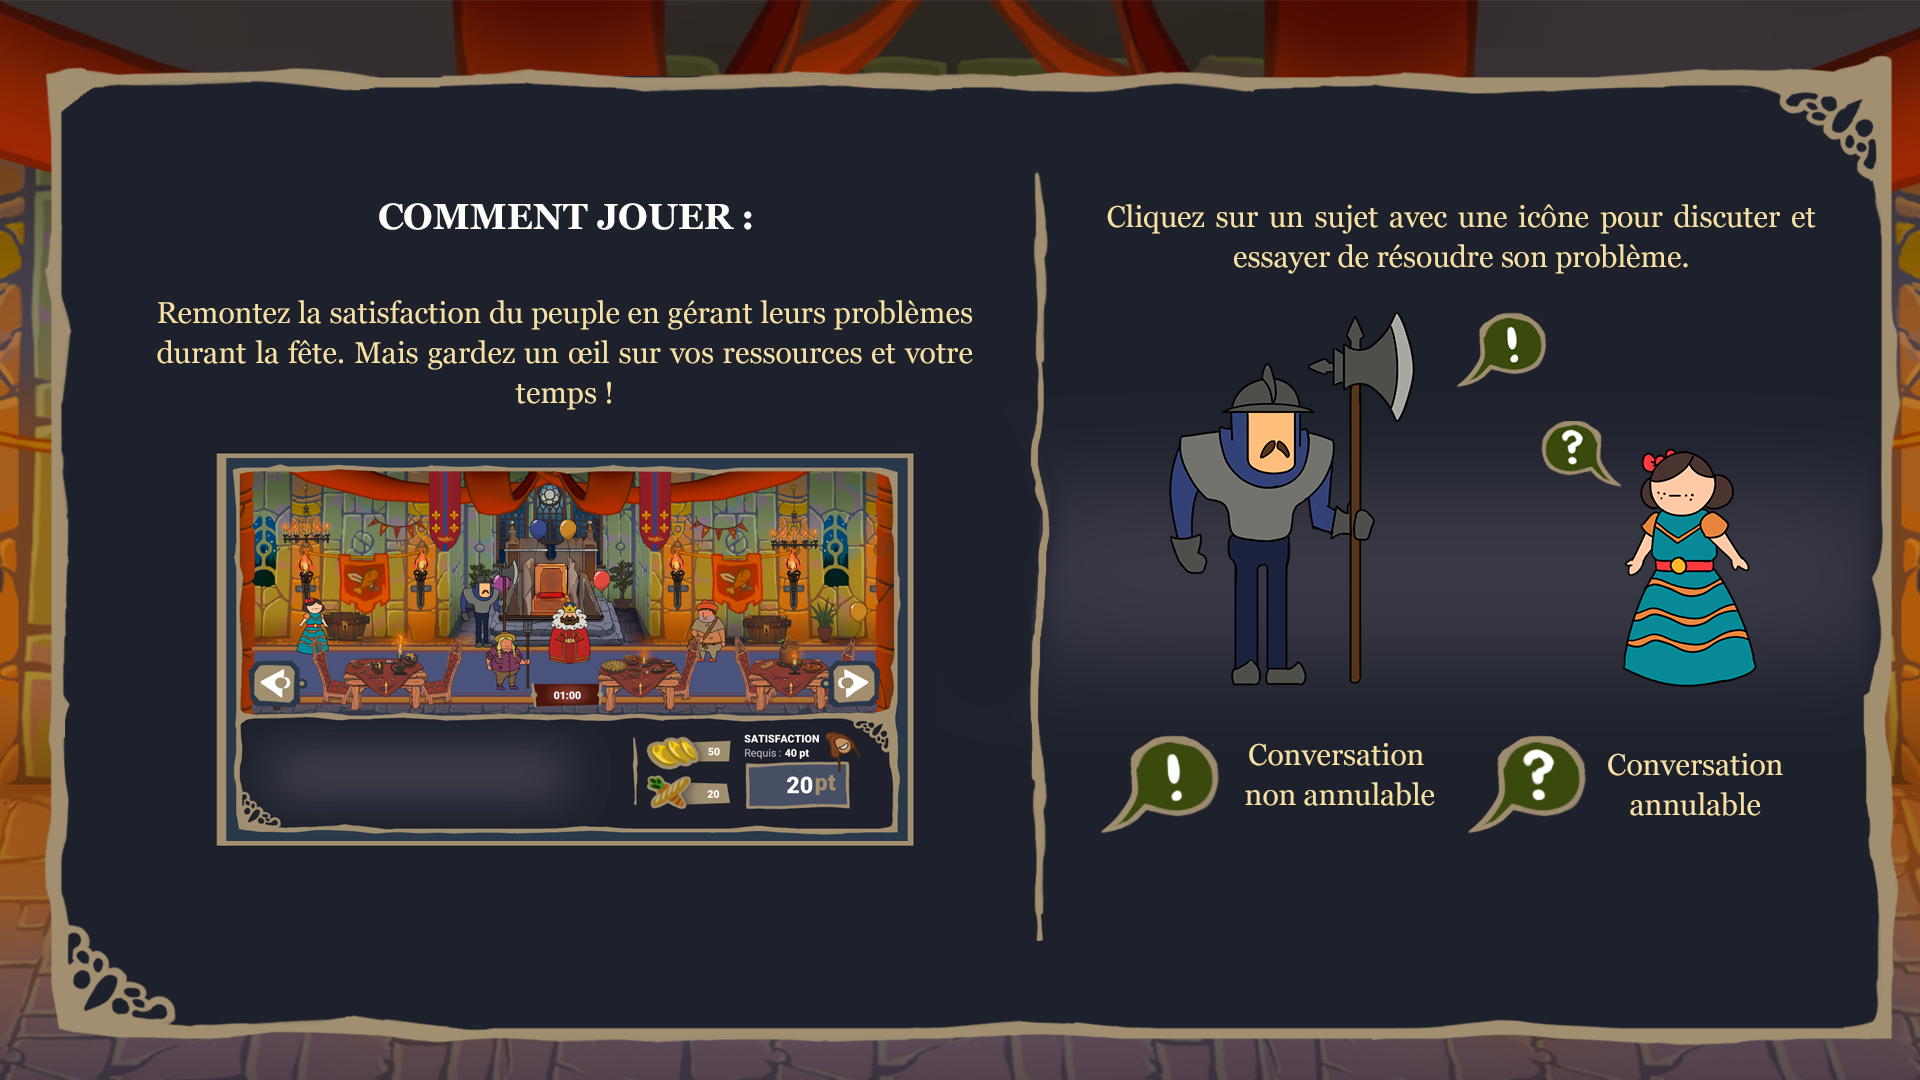 COMMENT JOUER :
Remontez la satisfaction du peuple en gérant leurs problèmes
durant la fête. Mais gardez un œil sur vos ressources et votre
temps !
01:00
50
20
SATISFACTION
Requis : 40 pt
20pt
Cliquez sur un sujet avec une icône pour discuter et
essayer de résoudre son problème.
!
?
!
Conversation
non annulable
?
Conversation
annulable